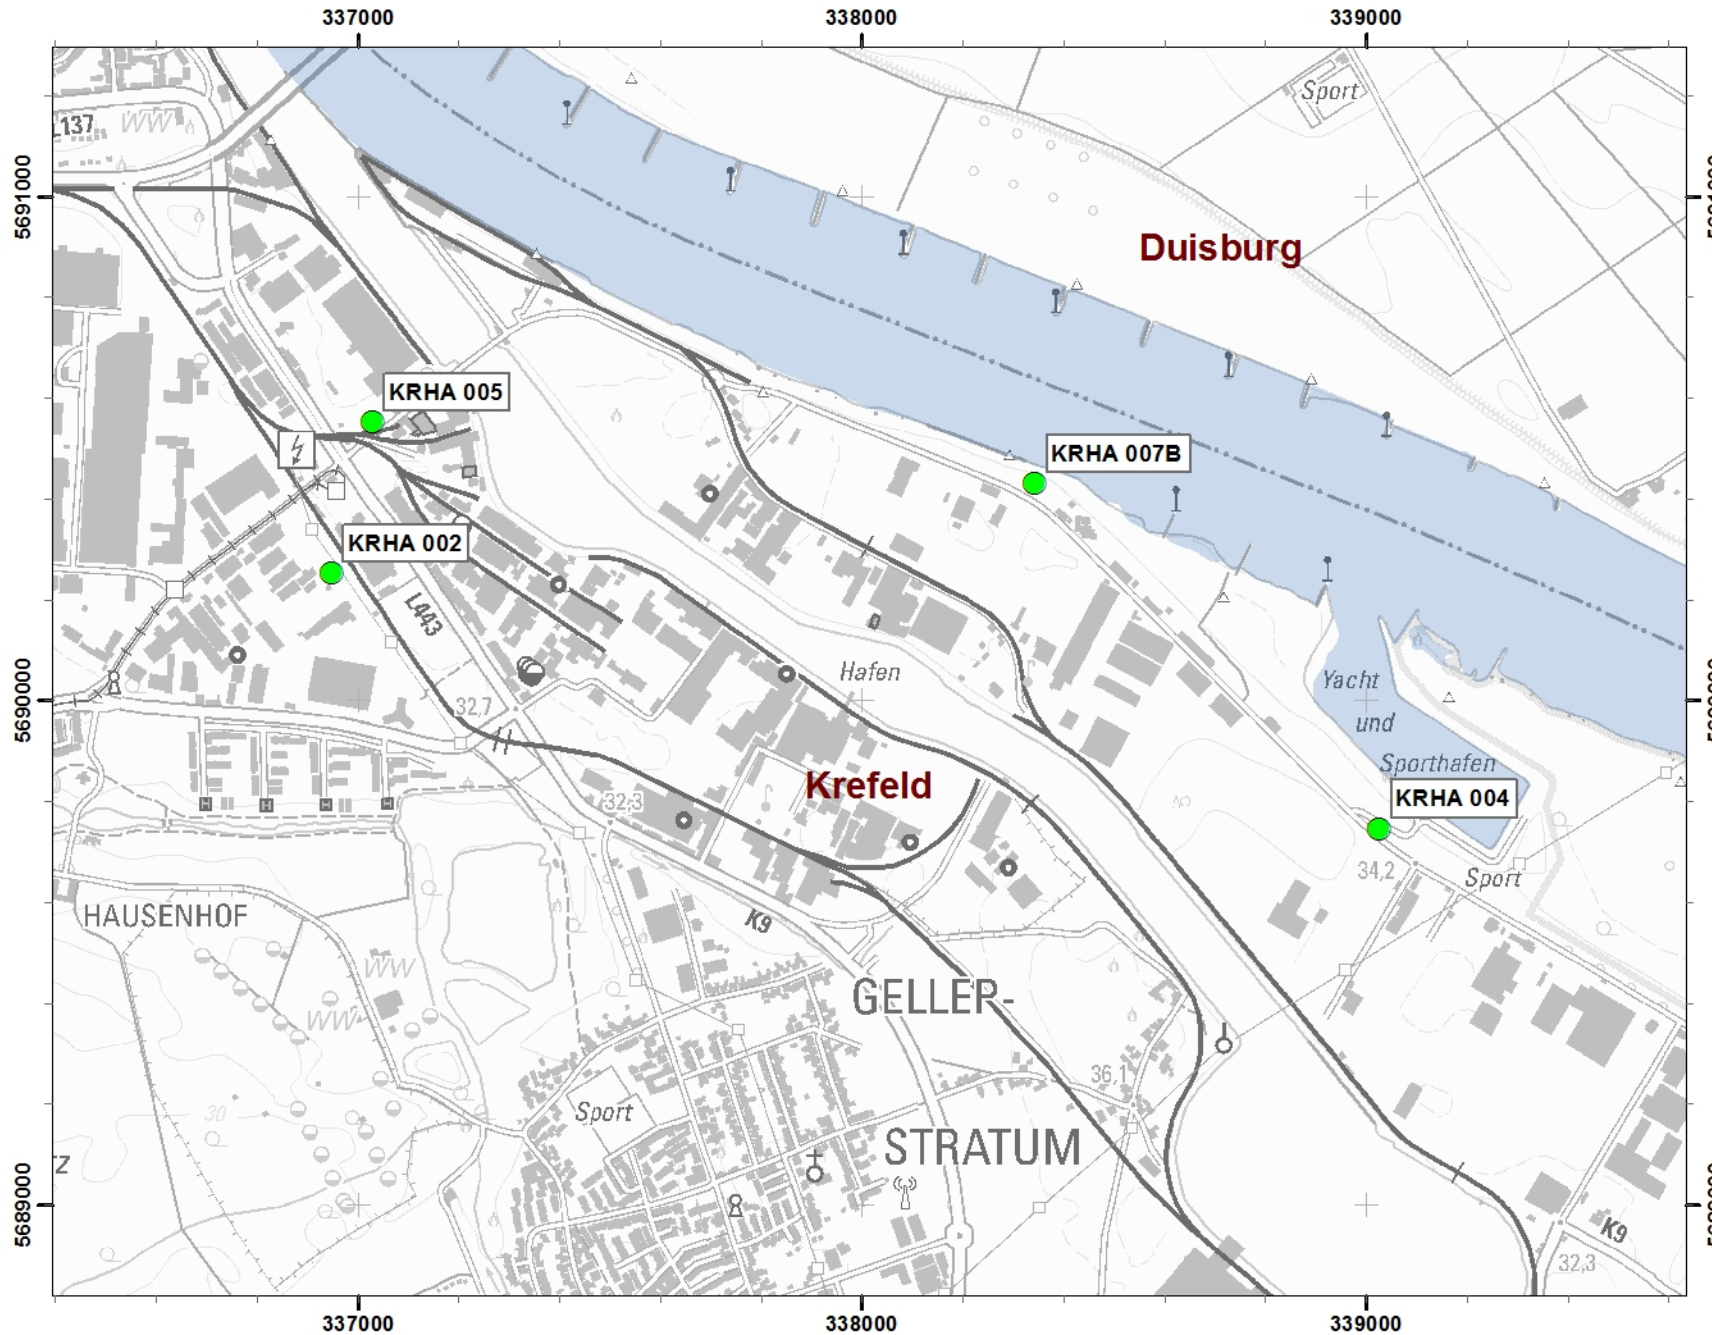 337000
338000
339000
Sport
L137
WW
5691000
Duisburg
KRHA 005
KRHA 007B
KRHA 002
L443
5690000
Hafen
Yacht
und
Sporthafen
32,7
Krefeld
KRHA 004
32,3
34,2
Sport
HAUSENHOF
K9
WW
GELLER-
WW
36,1
30
Sport
STRATUM
TZ
5689000
K9
32,3
337000
338000
339000